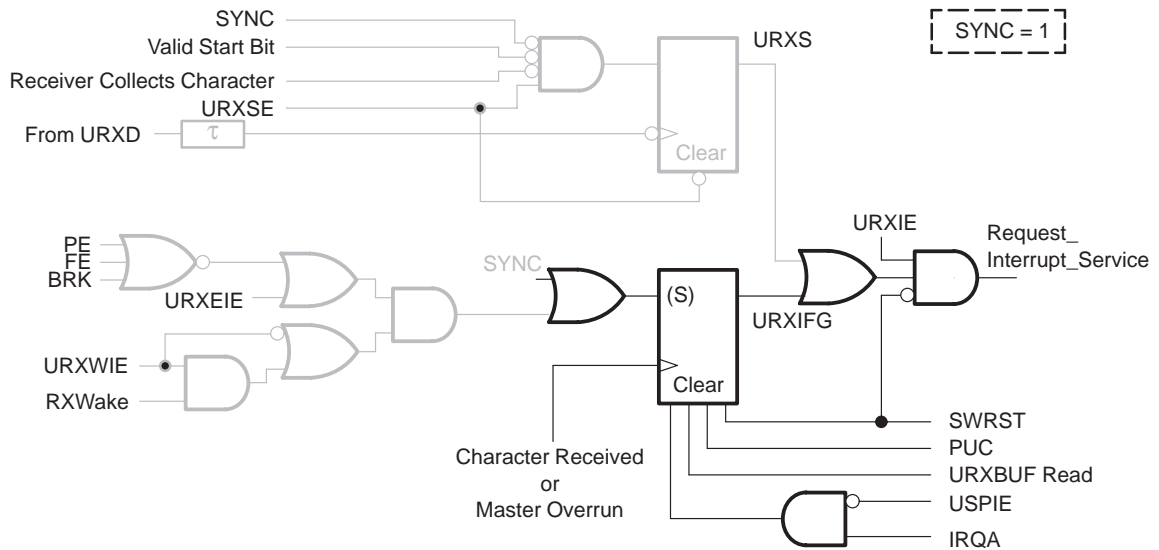 SYNC
URXS
SYNC = 1
Valid Start Bit
Receiver Collects Character
URXSE
From URXD
τ
Clear
URXIE
Request_
Interrupt_Service
PE
FE
BRK
SYNC
(S)
URXEIE
URXIFG
URXWIE
Clear
RXWake
SWRST
Character Received
or
Master Overrun
PUC
URXBUF Read
USPIE
IRQA